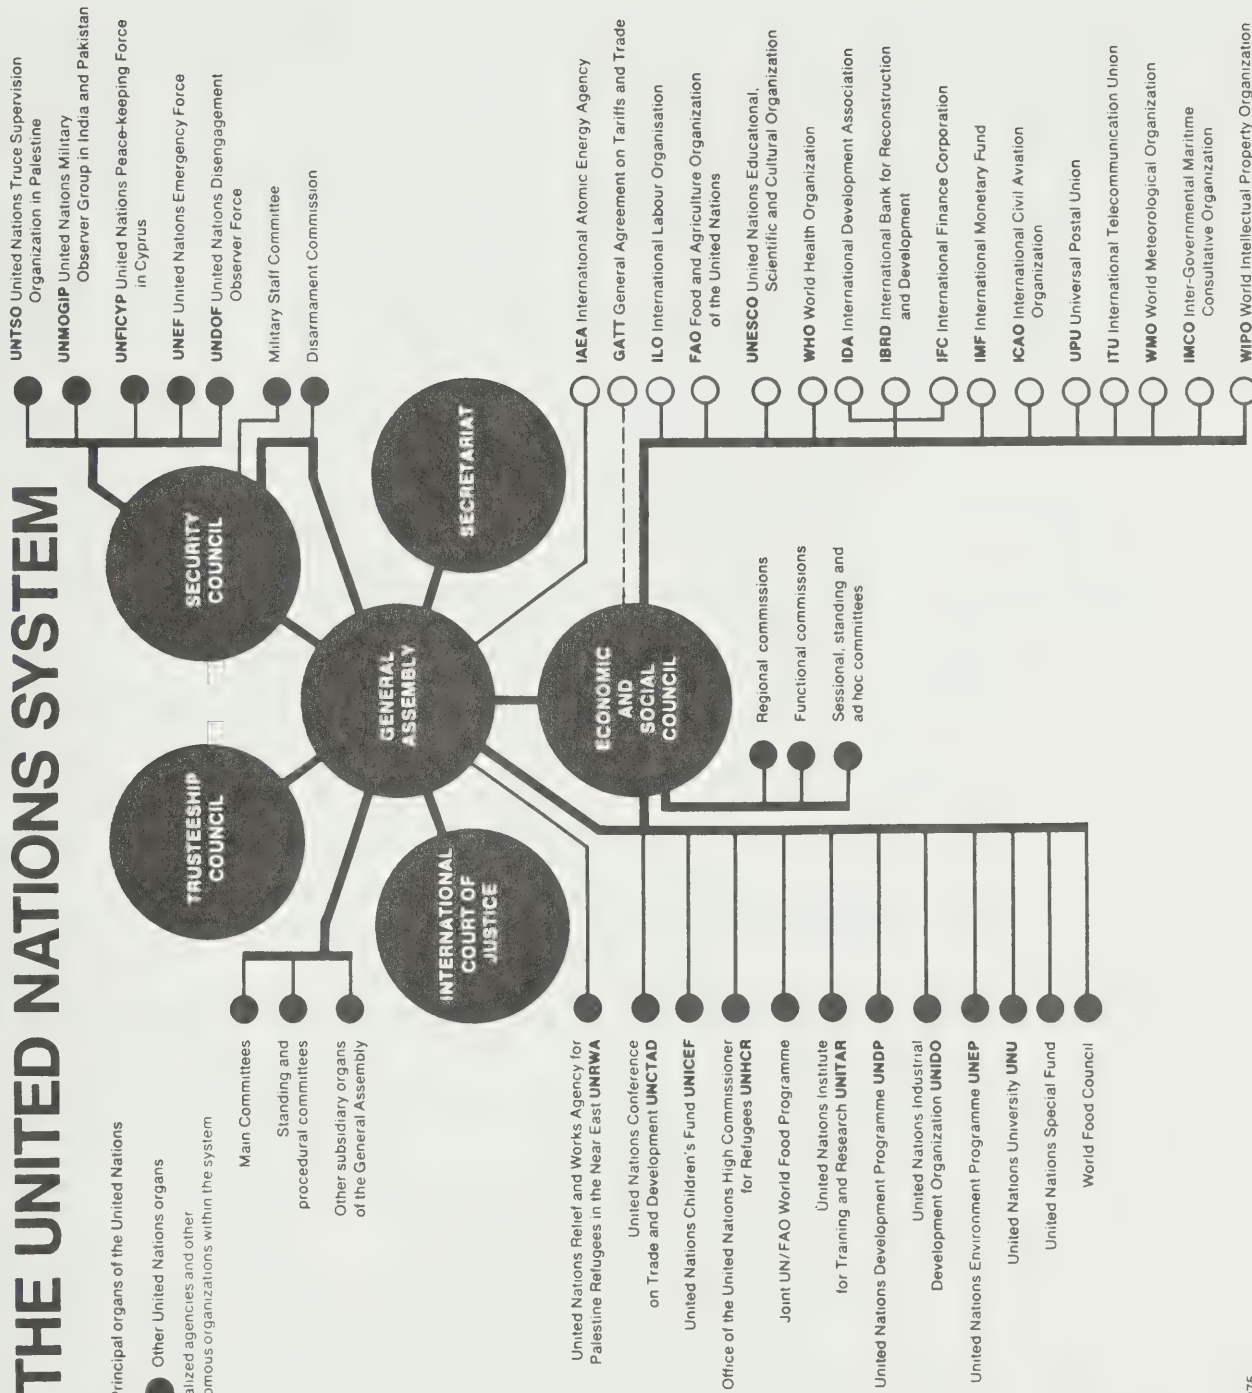 THE UNITED NATIONS SYSTEM
Principal organs of the United Nations
Other United Nations organs
and other
organizations within the system
TRUSTEESHIP
COUNCIL
SECURITY
COUNCIL
GENERAL
ASSEMBLY
INTERNATIONAL
COURT OF
JUSTICE
SECRETARIAT
ECONOMIC
AND
SOCIAL
COUNCIL
Main Committees
Standing and
procedural committees
Other subsidiary organs
of the General Assembly
United Nations Relief and Works Agency for
Palestine Refugees in the Near East UNRWA
United Nations Conference
on Trade and Development UNCTAD
United Nations Children's Fund UNICEF
Office of the United Nations High Commissioner
for Refugees UNHCR
Joint UN/FAO World Food Programme
United Nations Institute
for Training and Research UNITAR
United Nations Development Programme UNDP
United Nations Industrial
Development Organization UNIDO
United Nations Environment Programme UNEP
United Nations University UNU
United Nations Special Fund
World Food Council
Regional commissions
Functional commissions
Sessional, standing and
ad hoc committees
UNTSO United Nations Truce Supervision
Organization in Palestine
UNMOGIP United Nations Military
Observer Group in India and Pakistan
UNFICYP United Nations Peace-keeping Force
in Cyprus
UNEF United Nations Emergency Force
UNDOF United Nations Disengagement
Observer Force
Military Staff Committee
Disarmament Commission
IAEA International Atomic Energy Agency
GATT General Agreement on Tariffs and Trade
ILO International Labour Organisation
FAO Food and Agriculture Organization
of the United Nations
UNESCO United Nations Educational,
Scientific and Cultural Organization
WHO World Health Organization
IDA International Development Association
IBRD International Bank for Reconstruction
and Development
IFC International Finance Corporation
IMF International Monetary Fund
ICAO International Civil Aviation
Organization
UPU Universal Postal Union
ITU International Telecommunication Union
WMO World Meteorological Organization
IMCO Inter-Governmental Maritime
Consultative Organization
WIPO World Intellectual Property Organization